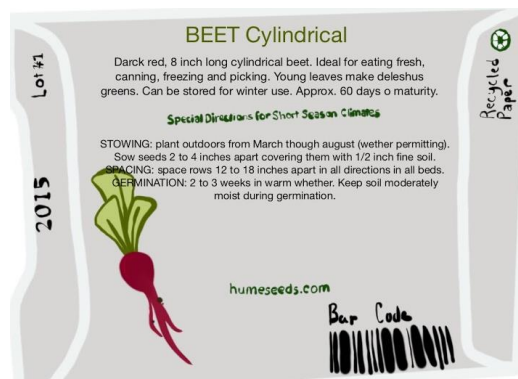 BEET Cylindrical
Darck red, 8 inch long cylindrical beet. Ideal for eating fresh,
canning, freezing and picking. Young leaves make deleshus
greens. Can be stored for winter use. Approx. 60 days o maturity.
Special Directions for Short Season Climates
STOWING: plant outdoors from March though august (wether permitting).
Sow seeds 2 to 4 inches apart covering them with 1/2 inch fine soil.
SPACING: space rows 12 to 18 inches apart in all directions in all beds.
GERMINATION: 2 to 3 weeks in warm whether. Keep soil moderately
moist during germination.
humeseeds.com
Bar Code
Lot #1
2015
Recycled
Paper